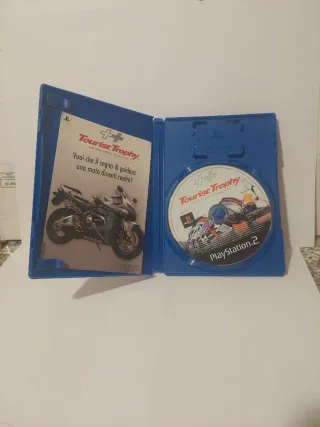 Tourist Trophy
Vuoi che il sogno di guidare
una moto diventi realtà?
Tourist Trophy
PlayStation.2